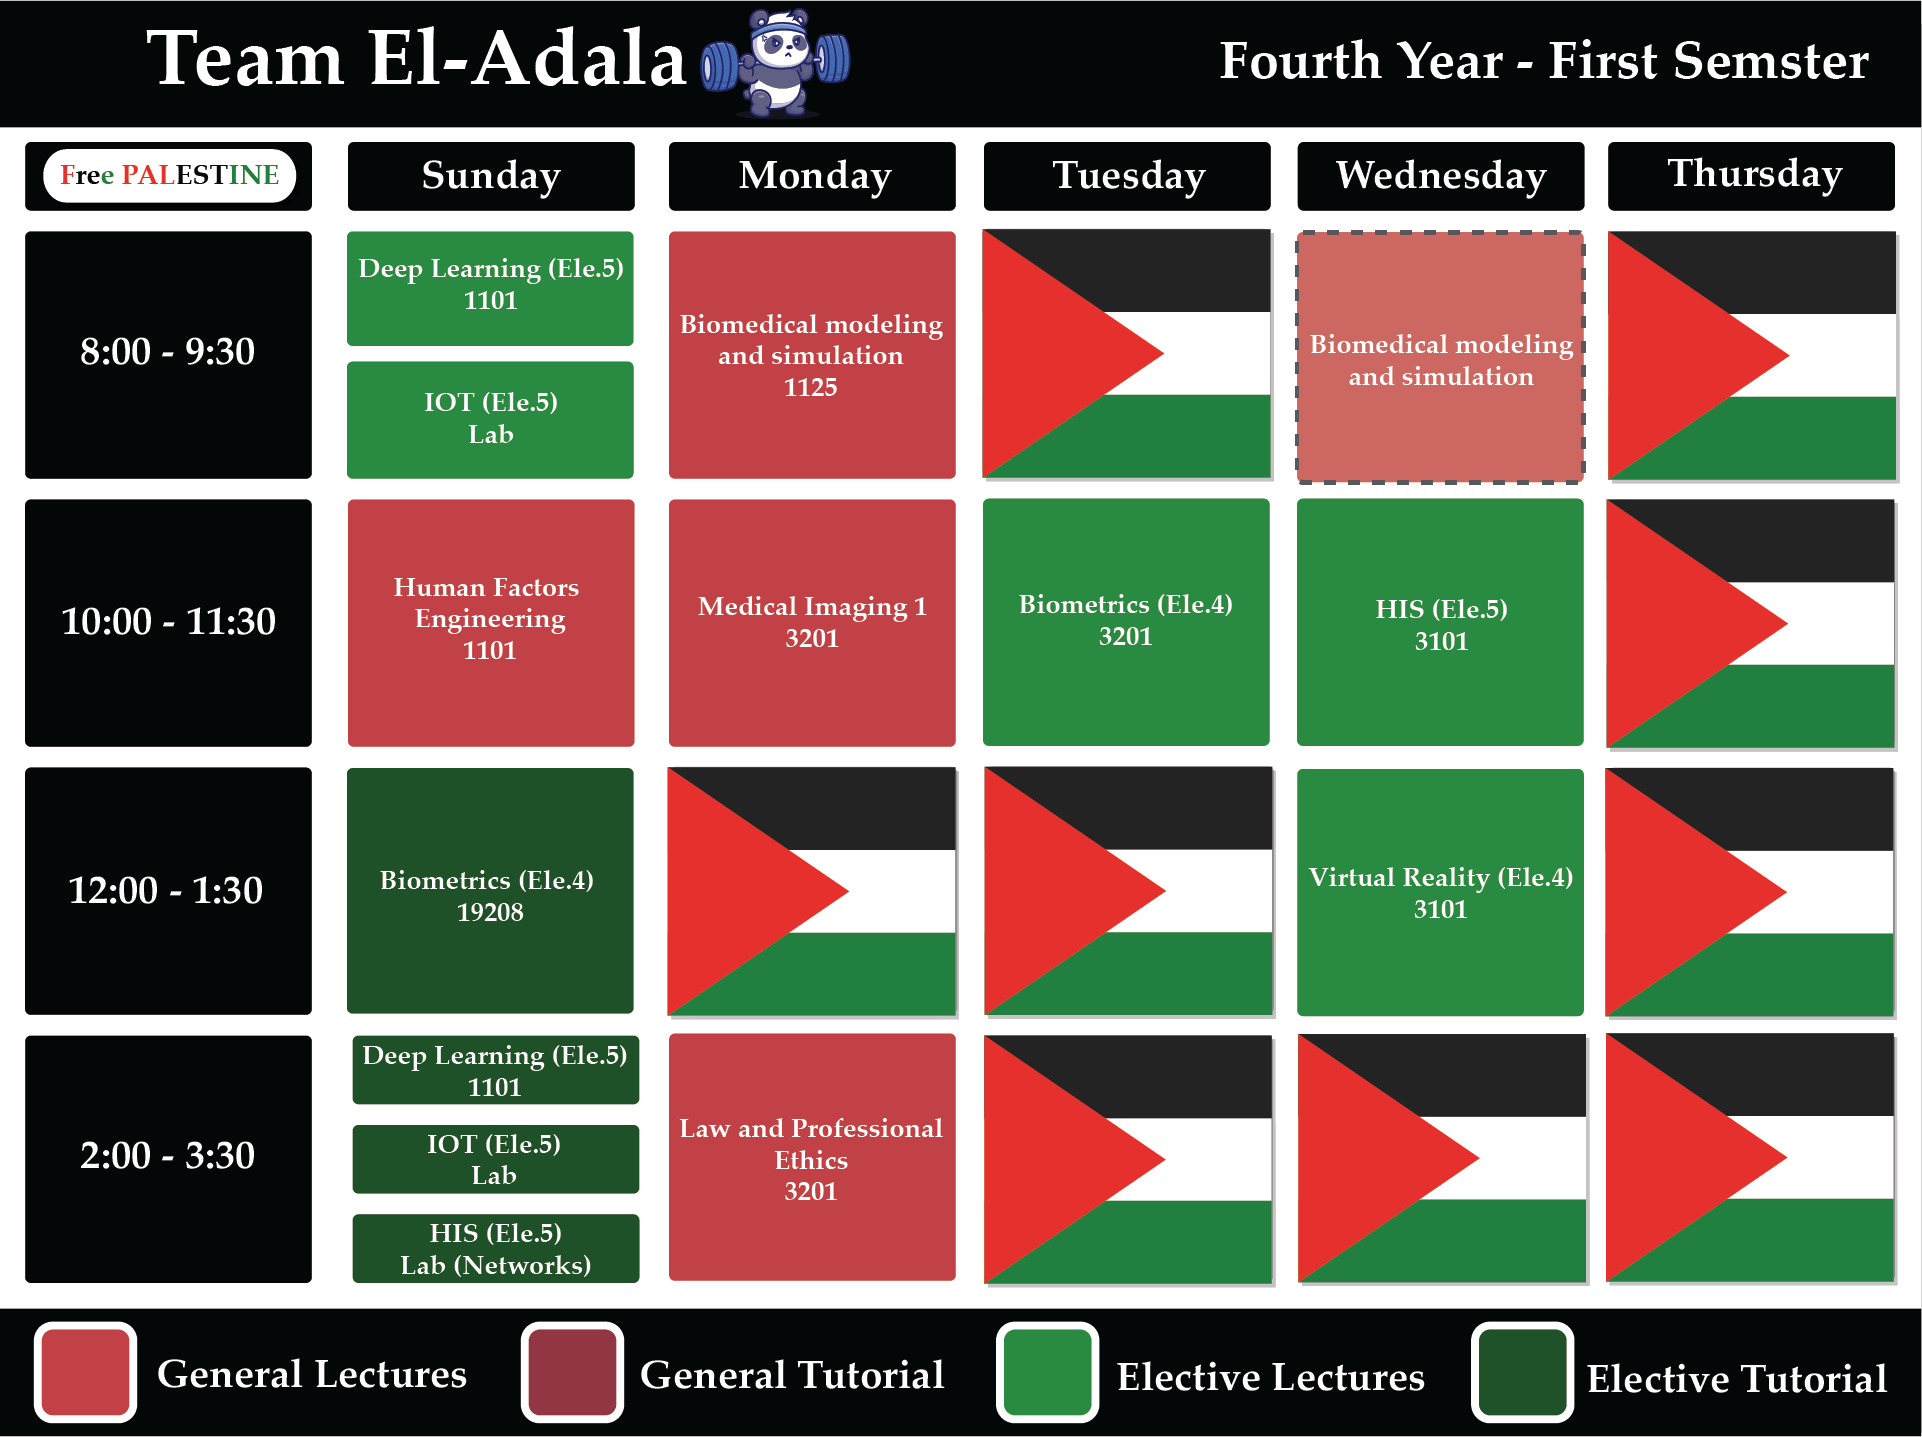 Team El-Adala
Fourth Year - First Semster
Free PALESTINE
Sunday
Monday
Tuesday
Wednesday
Thursday
8:00 - 9:30
Deep Learning (Ele.5)
1101
IOT (Ele.5)
Lab
Biomedical modeling
and simulation
1125
Biomedical modeling
and simulation
10:00 - 11:30
Human Factors
Engineering
1101
Medical Imaging 1
3201
Biometrics (Ele.4)
3201
HIS (Ele.5)
3101
12:00 - 1:30
Biometrics (Ele.4)
19208
Virtual Reality (Ele.4)
3101
2:00 - 3:30
Deep Learning (Ele.5)
1101
IOT (Ele.5)
Lab
HIS (Ele.5)
Lab (Networks)
Law and Professional
Ethics
3201
General Lectures
General Tutorial
Elective Lectures
Elective Tutorial